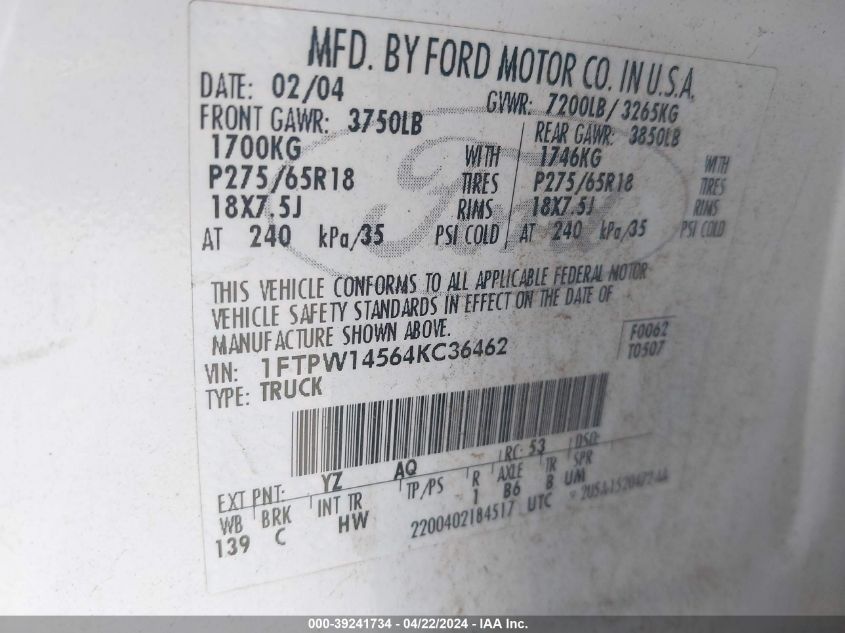 MFD. BY FORD MOTOR CO. IN U.S.A.
DATE: 02/04 GVWR: 7200LB/ 3265KG
FRONT GAWR: 3750LB REAR GAWR: 3850LB
1700KG WITH 1746KG WITH
P275/65R18 TIRES P275/65R18 TIRES
18X7.5J RIMS 18X7.5J RIMS
AT 240 kPa/35 PSI COLD AT 240 kPa/35 PSI COLD
THIS VEHICLE CONFORMS TO ALL APPLICABLE FEDERAL MOTOR
VEHICLE SAFETY STANDARDS IN EFFECT ON THE DATE OF
MANUFACTURE SHOWN ABOVE.
VIN: 1FTPW14564KC36462 F0062
TYPE: TRUCK T0507
EXT PNT: YZ AQ RC: 53 DSO:
WB BRK INT TR TP/PS R AXLE TR SPR
139 C HW 1 B6 B UM
2200402184517 UTC
Ford
000-39241734 - 04/22/2024 - IAA Inc.